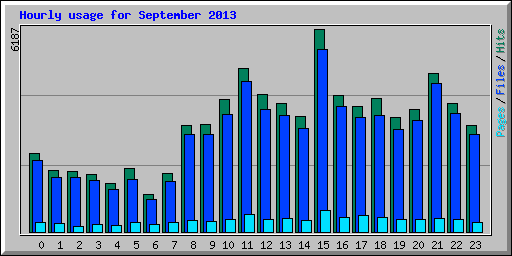 Hourly usage for September 2013
6187
Pages/Files/Hits
0 1 2 3 4 5 6 7 8 9 10 11 12 13 14 15 16 17 18 19 20 21 22 23